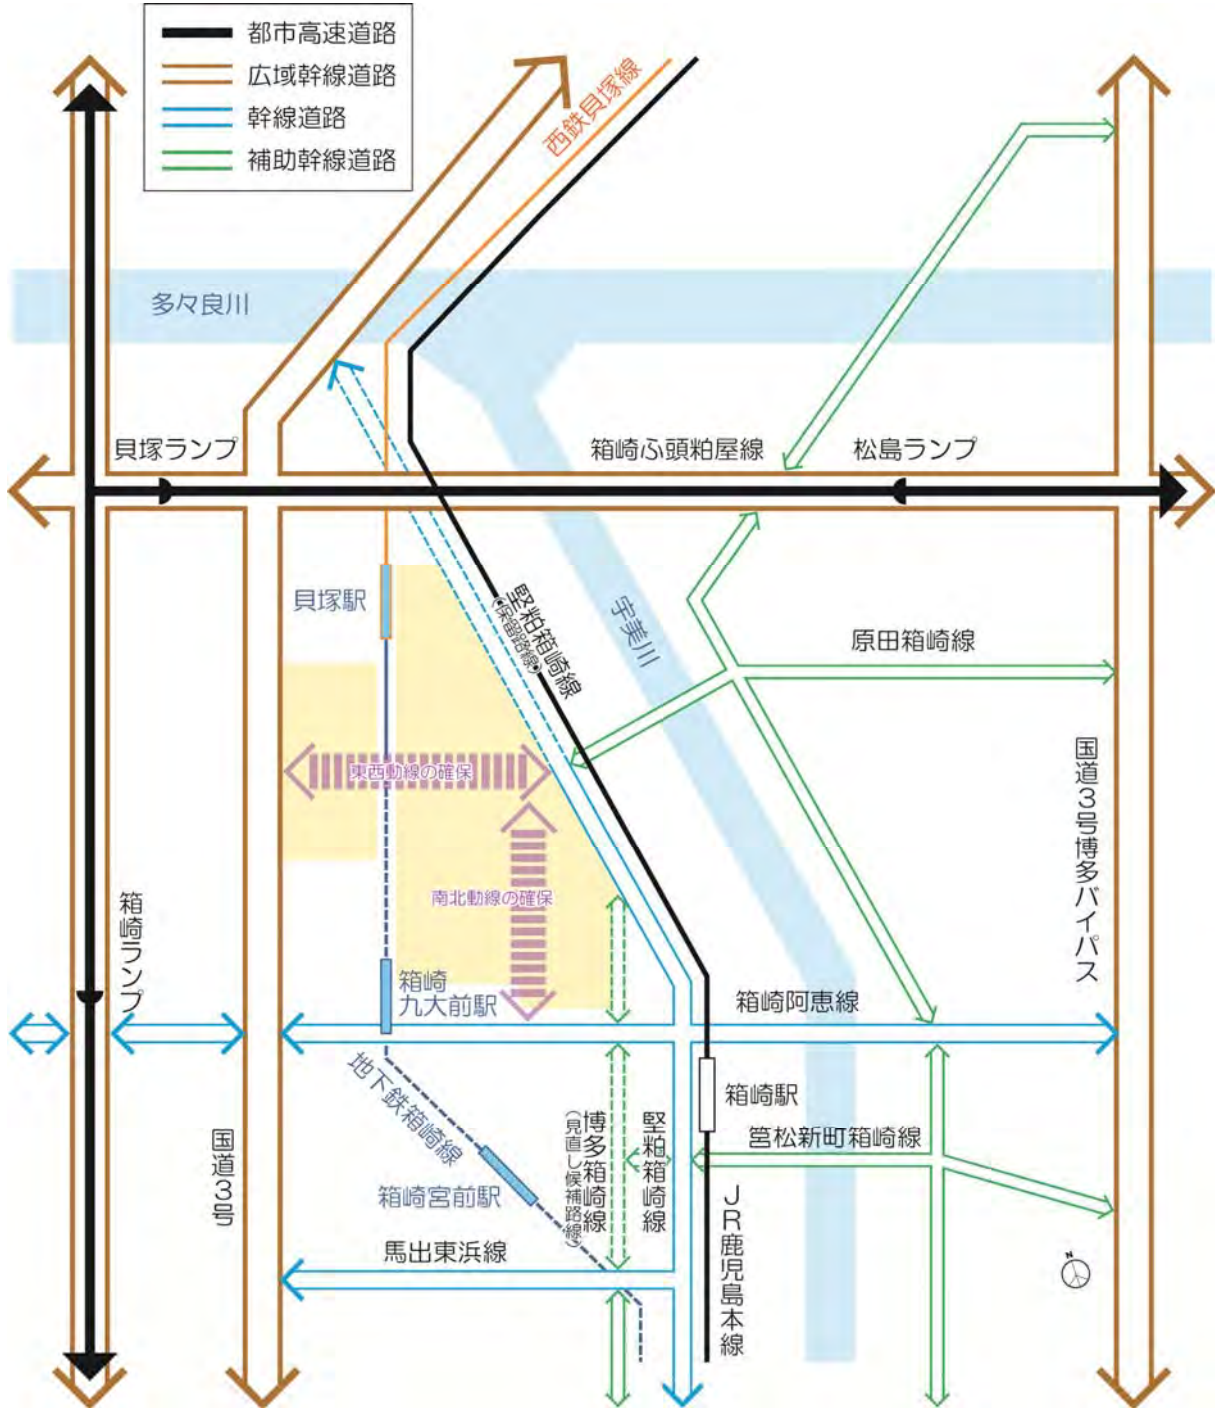 都市高速道路
広域幹線道路
幹線道路
補助幹線道路
西鉄貝塚線
多々良川
貝塚ランプ
箱崎ふ頭粕屋線
松島ランプ
貝塚駅
堅粕箱崎線
(保留路線)
宇美川
原田箱崎線
東西動線の確保
国道3号博多バイパス
南北動線の確保
箱崎ランプ
箱崎
九大前駅
箱崎阿恵線
地下鉄箱崎線
箱崎駅
博多箱崎線
(見直し候補路線)
堅粕箱崎線
筥松新町箱崎線
国道3号
箱崎宮前駅
JR鹿児島本線
馬出東浜線
N